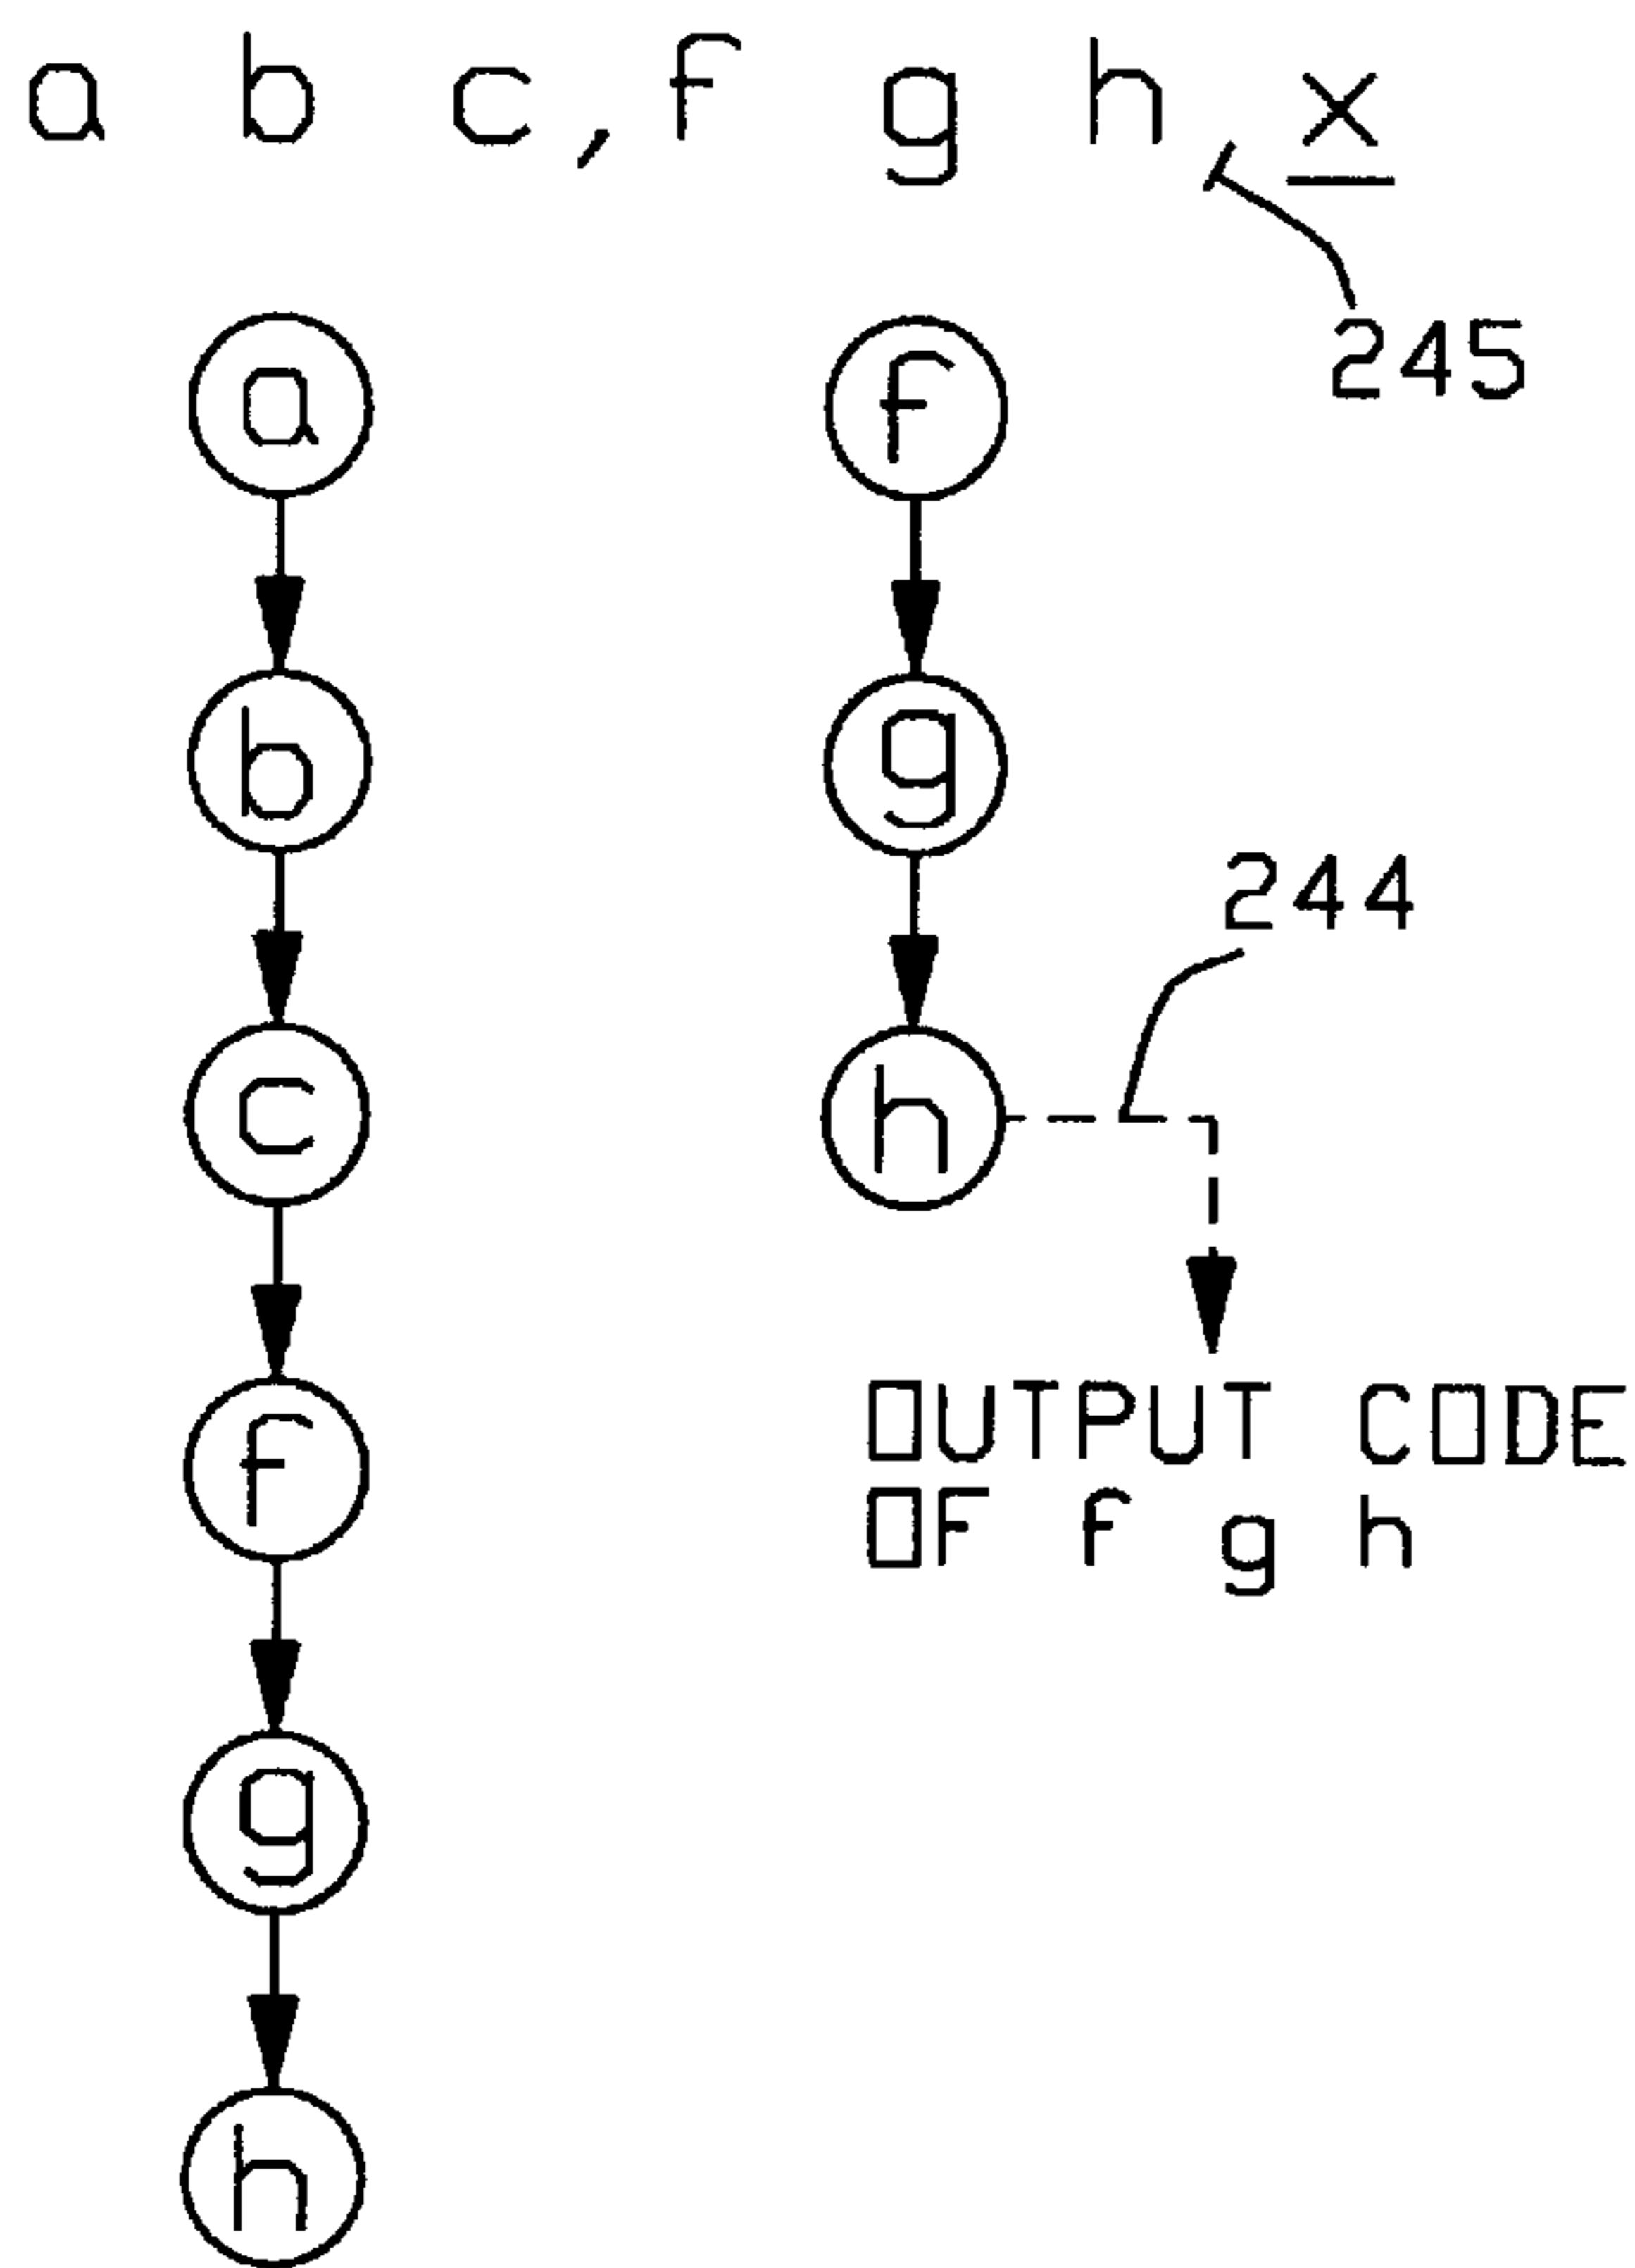 a b c , f g h , x
245
a f
b g
244
c h
OUTPUT CODE
OF f g h
f
g
h